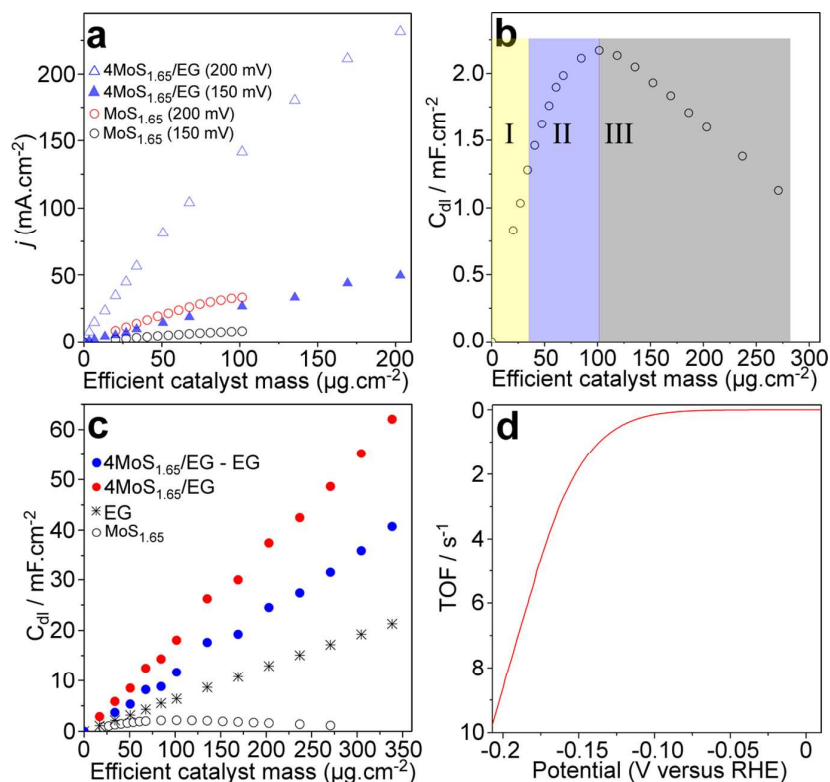 a
j (mA.cm-2)
200
150
100
50
0
4MoS1.65/EG (200 mV)
4MoS1.65/EG (150 mV)
MoS1.65 (200 mV)
MoS1.65 (150 mV)
0 50 100 150 200
Efficient catalyst mass (µg.cm-2)
b
Cdl / mF.cm-2
2.0
1.5
1.0
0.5
0.0
I II III
0 50 100 150 200 250 300
Efficient catalyst mass (µg.cm-2)
c
Cdl / mF.cm-2
60
50
40
30
20
10
0
4MoS1.65/EG - EG
4MoS1.65/EG
EG
MoS1.65
0 50 100 150 200 250 300 350
Efficient catalyst mass (µg.cm-2)
d
TOF / s-1
0
2
4
6
8
10
-0.2 -0.15 -0.1 -0.05 0
Potential (V versus RHE)